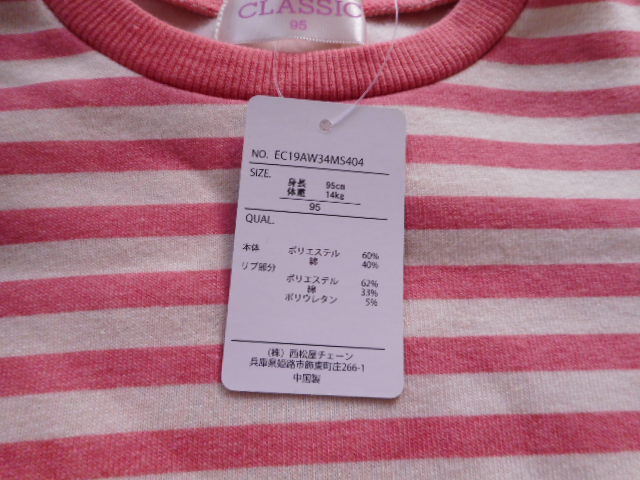 CLASSIC
95
NO. EC19AW34MS404
SIZE.
身長 95cm
体重 14kg
95
QUAL.
本体 ポリエステル 60%
綿 40%
リブ部分
ポリエステル 62%
綿 33%
ポリウレタン 5%
(株) 西松屋チェーン
兵庫県姫路市飾東町庄266-1
中国製